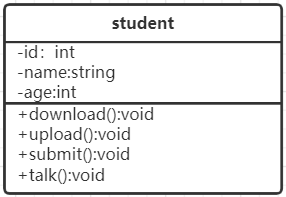 student
-id：int
-name:string
-age:int
+download():void
+upload():void
+submit():void
+talk():void